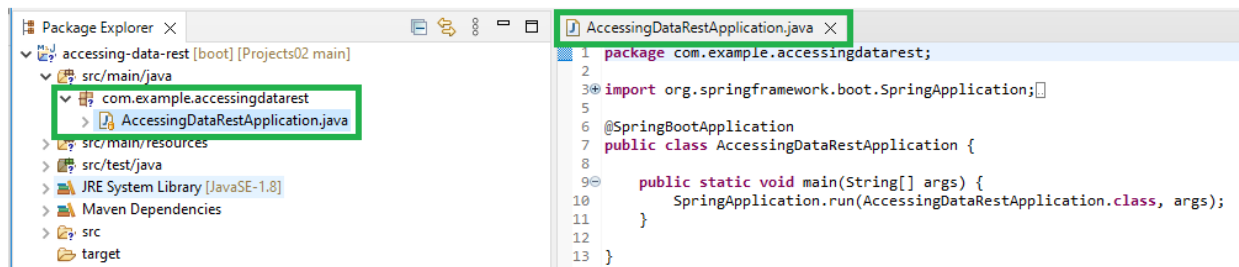 Package Explorer
accessing-data-rest [boot] [Projects02 main]
src/main/java
com.example.accessingdatarest
AccessingDataRestApplication.java
src/main/resources
src/test/java
JRE System Library [JavaSE-1.8]
Maven Dependencies
src
target
AccessingDataRestApplication.java
1 package com.example.accessingdatarest;
2
3 import org.springframework.boot.SpringApplication;
5
6 @SpringBootApplication
7 public class AccessingDataRestApplication {
8
9 public static void main(String[] args) {
10 SpringApplication.run(AccessingDataRestApplication.class, args);
11 }
12
13 }